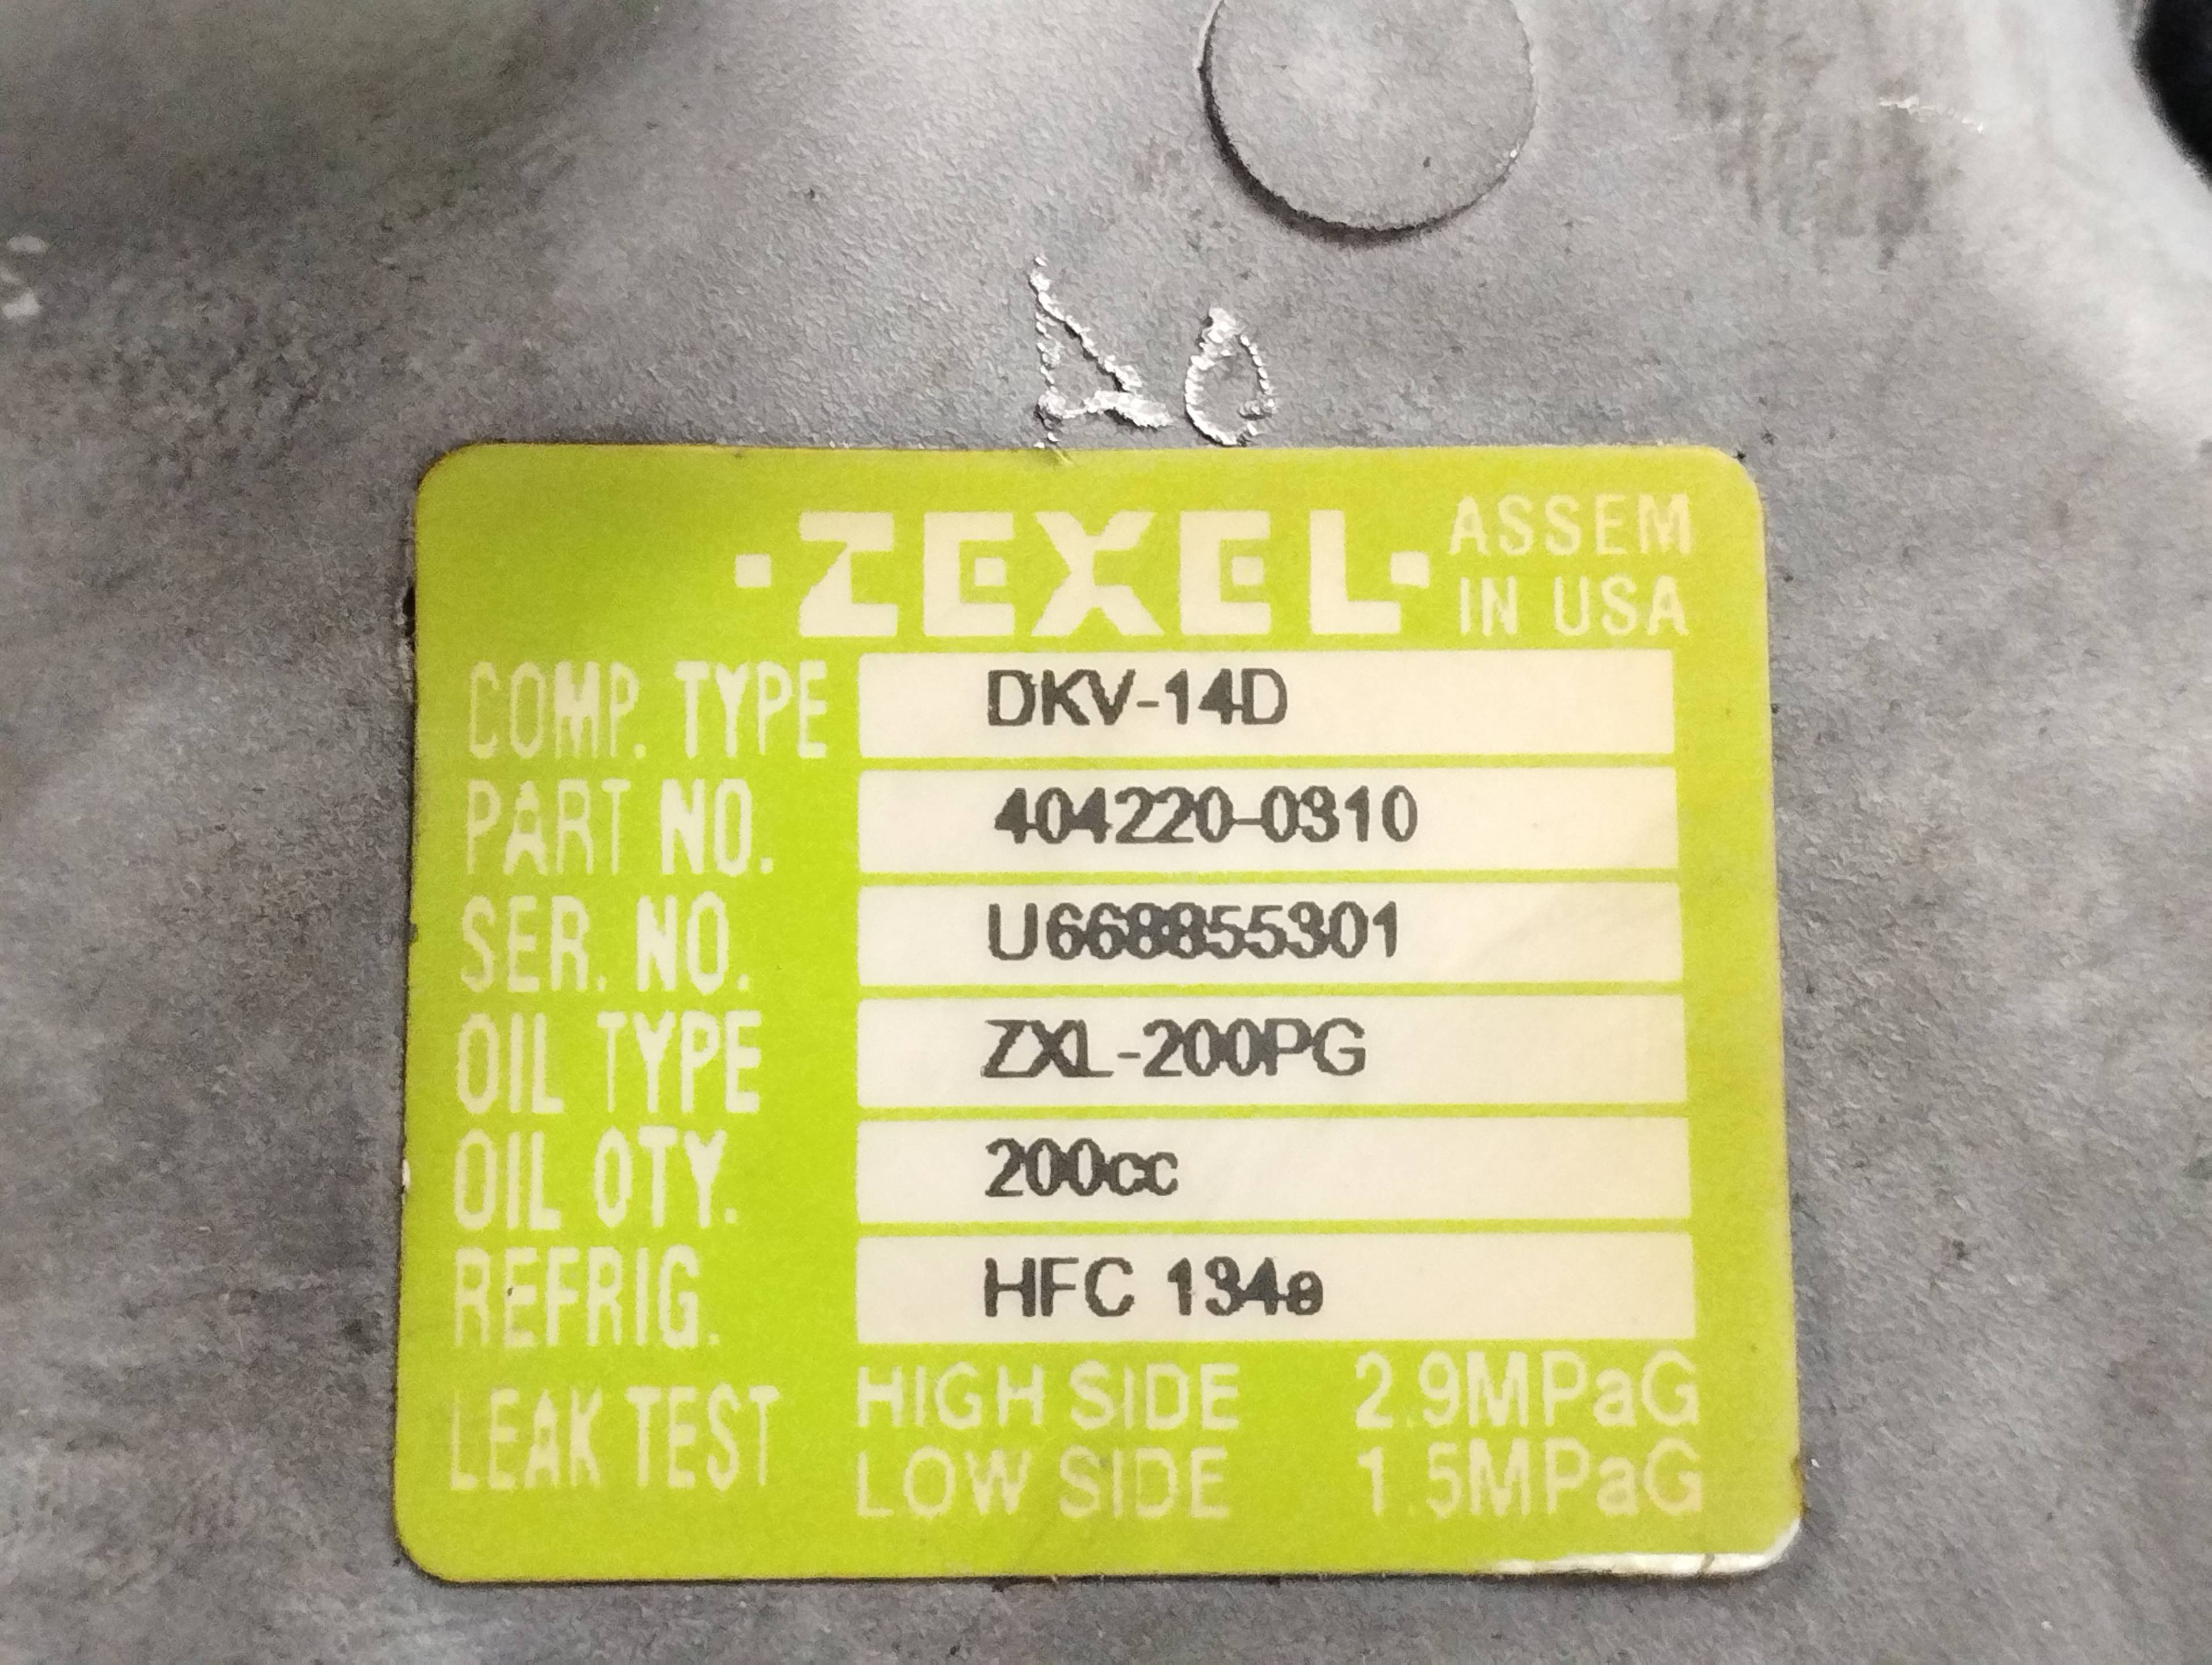 ·ZEXEL· ASSEM IN USA
COMP. TYPE DKV-14D
PART NO. 404220-0310
SER. NO. U668855301
OIL TYPE ZXL-200PG
OIL QTY. 200cc
REFRIG. HFC 134a
LEAK TEST HIGH SIDE 2.9MPaG
LOW SIDE 1.5MPaG